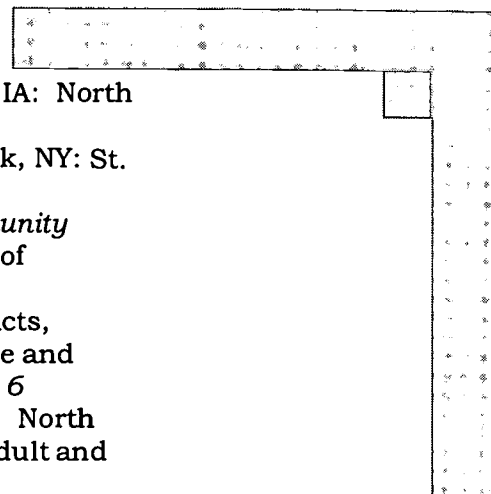 IA: North
k, NY: St.
unity
of
cts,
e and
6
North
dult and